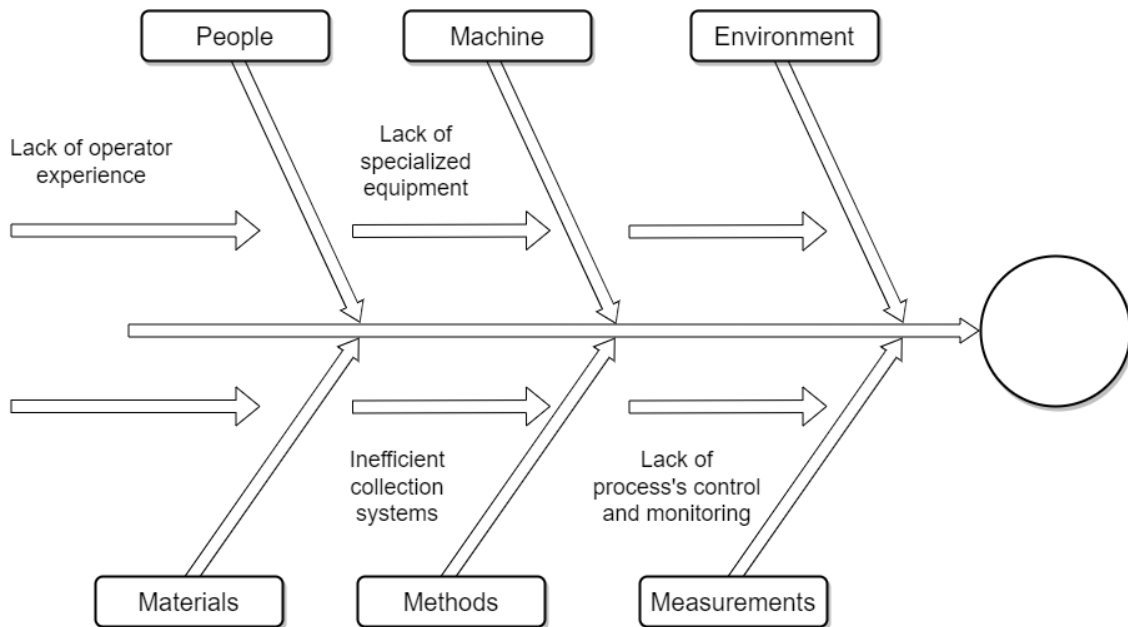 People
Machine
Environment
Lack of operator
experience
Lack of
specialized
equipment
Inefficient
collection
systems
Lack of
process's control
and monitoring
Materials
Methods
Measurements